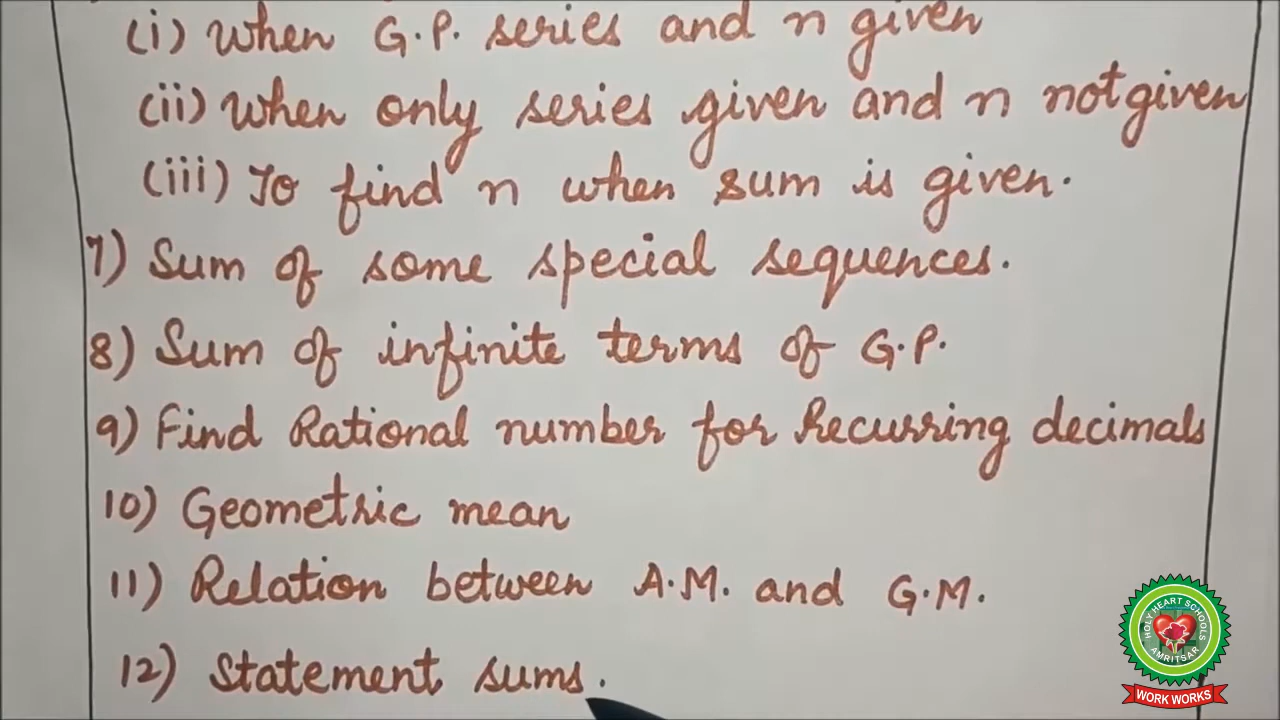 (i) When G.P. series and n given
(ii) When only series given and n not given
(iii) To find n when sum is given.
7) Sum of some special sequences.
8) Sum of infinite terms of G.P.
9) Find Rational number for Recurring decimals
10) Geometric mean
11) Relation between A.M. and G.M.
12) Statement sums.
HOLY HEART SCHOOLS
AMRITSAR
WORK WORKS